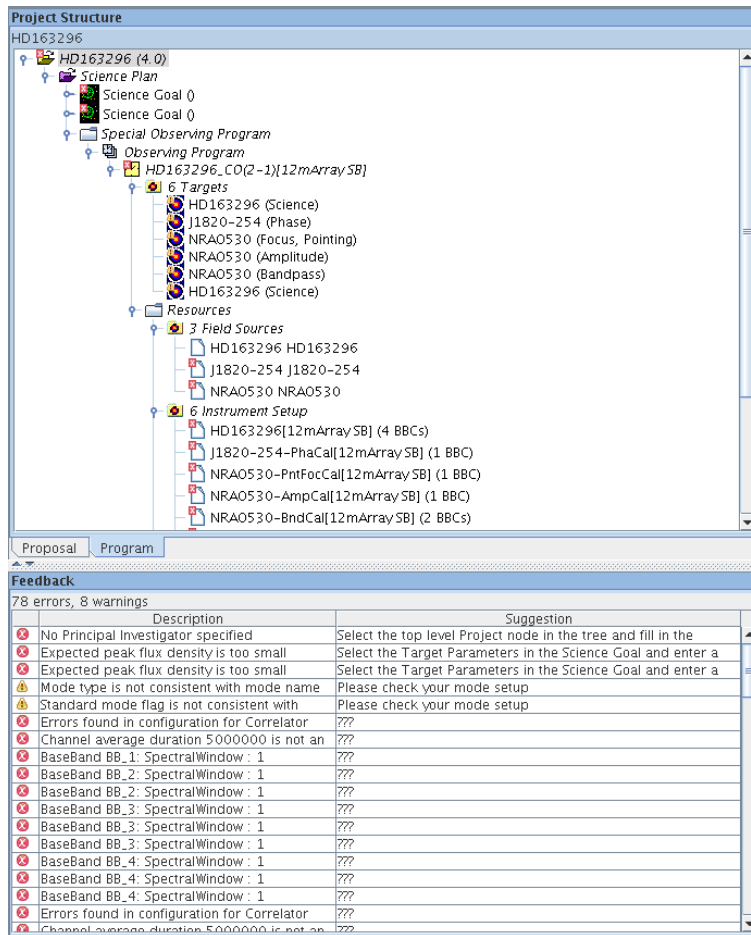 Project Structure
HD163296
HD163296 (4.0)
Science Plan
Science Goal ()
Science Goal ()
Special Observing Program
Observing Program
HD163296_CO(2-1)[12mArray SB]
6 Targets
HD163296 (Science)
J1820-254 (Phase)
NRAO530 (Focus, Pointing)
NRAO530 (Amplitude)
NRAO530 (Bandpass)
HD163296 (Science)
Resources
3 Field Sources
HD163296 HD163296
J1820-254 J1820-254
NRAO530 NRAO530
6 Instrument Setup
HD163296[12mArray SB] (4 BBCs)
J1820-254-PhaCal[12mArray SB] (1 BBC)
NRAO530-PntFocCal[12mArray SB] (1 BBC)
NRAO530-AmpCal[12mArray SB] (1 BBC)
NRAO530-BndCal[12mArray SB] (2 BBCs)
Proposal Program
Feedback
78 errors, 8 warnings
Description Suggestion
No Principal Investigator specified Select the top level Project node in the tree and fill in the
Expected peak flux density is too small Select the Target Parameters in the Science Goal and enter a
Expected peak flux density is too small Select the Target Parameters in the Science Goal and enter a
Mode type is not consistent with mode name Please check your mode setup
Standard mode flag is not consistent with Please check your mode setup
Errors found in configuration for Correlator ???
Channel average duration 5000000 is not an ???
BaseBand BB_1: SpectralWindow : 1 ???
BaseBand BB_2: SpectralWindow : 1 ???
BaseBand BB_2: SpectralWindow : 1 ???
BaseBand BB_3: SpectralWindow : 1 ???
BaseBand BB_3: SpectralWindow : 1 ???
BaseBand BB_3: SpectralWindow : 1 ???
BaseBand BB_4: SpectralWindow : 1 ???
BaseBand BB_4: SpectralWindow : 1 ???
BaseBand BB_4: SpectralWindow : 1 ???
Errors found in configuration for Correlator ???
Channel average duration 5000000 is not an ???